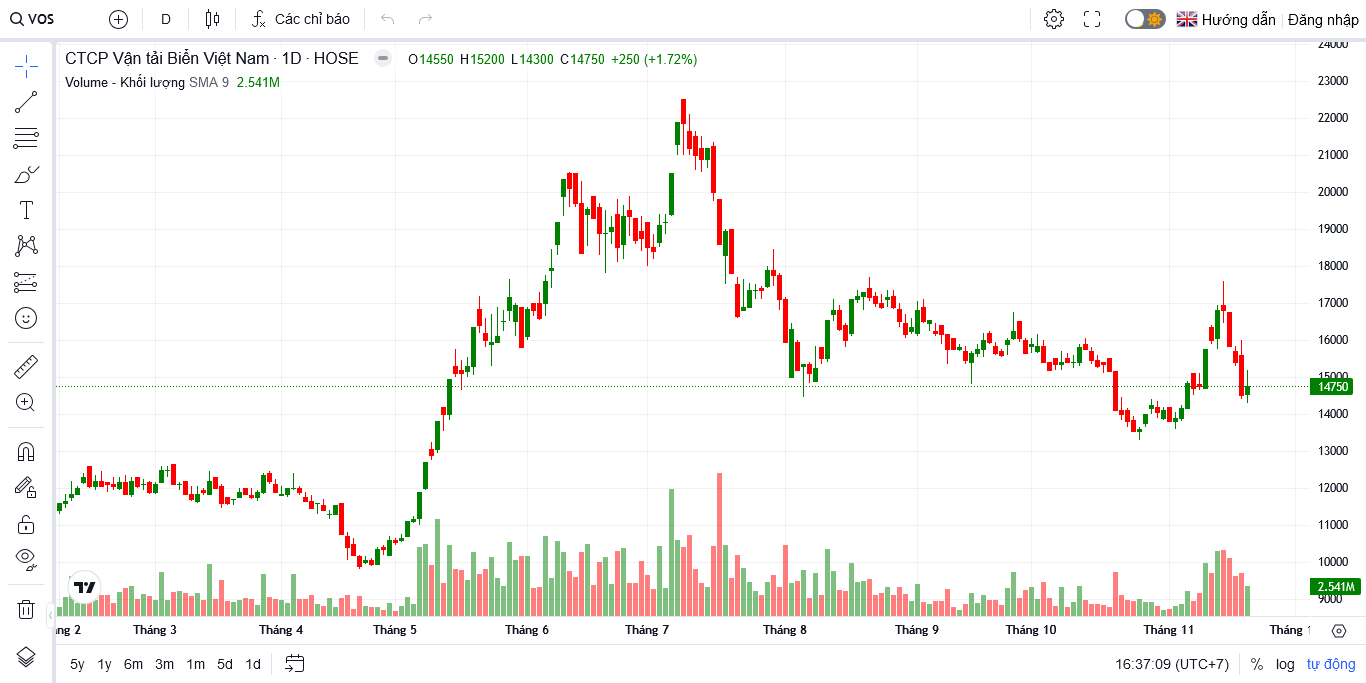 VOS D Các chỉ báo Hướng dẫn Đăng nhập
CTCP Vận tải Biển Việt Nam · 1D · HOSE O14550 H15200 L14300 C14750 +250 (+1.72%)
Volume - Khối lượng SMA 9 2.541M
24000
23000
22000
21000
20000
19000
18000
17000
16000
15000
14750
14000
13000
12000
11000
10000
2.541M
9000
ng 2 Tháng 3 Tháng 4 Tháng 5 Tháng 6 Tháng 7 Tháng 8 Tháng 9 Tháng 10 Tháng 11 Tháng 1
5y 1y 6m 3m 1m 5d 1d 16:37:09 (UTC+7) % log tự động